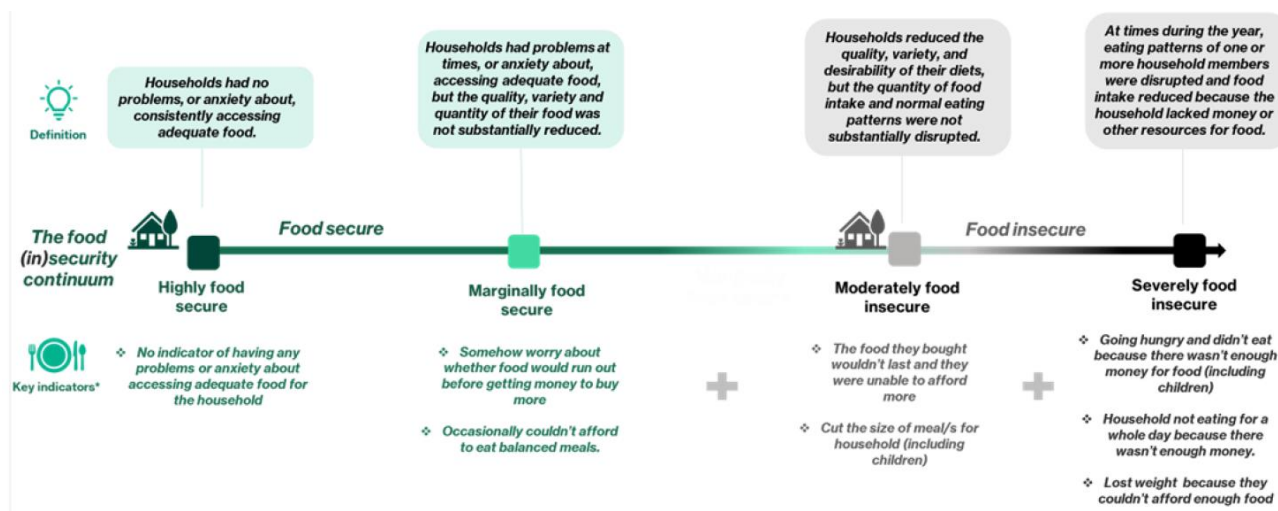 Definition
Households had no
problems, or anxiety about,
consistently accessing
adequate food.
Households had problems at
times, or anxiety about,
accessing adequate food,
but the quality, variety and
quantity of their food was
not substantially reduced.
Households reduced the
quality, variety, and
desirability of their diets,
but the quantity of food
intake and normal eating
patterns were not
substantially disrupted.
At times during the year,
eating patterns of one or
more household members
were disrupted and food
intake reduced because the
household lacked money or
other resources for food.
The food
(in)security
continuum
Food secure
Food insecure
Highly food
secure
Marginally food
secure
Moderately food
insecure
Severely food
insecure
Key indicators*
❖ No indicator of having any
problems or anxiety about
accessing adequate food for
the household
❖ Somehow worry about
whether food would run out
before getting money to buy
more
❖ Occasionally couldn't afford
to eat balanced meals.
❖ The food they bought
wouldn't last and they
were unable to afford
more
❖ Cut the size of meal/s for
household (including
children)
❖ Going hungry and didn't eat
because there wasn't enough
money for food (including
children)
❖ Household not eating for a
whole day because there
wasn't enough money.
❖ Lost weight because they
couldn't afford enough food